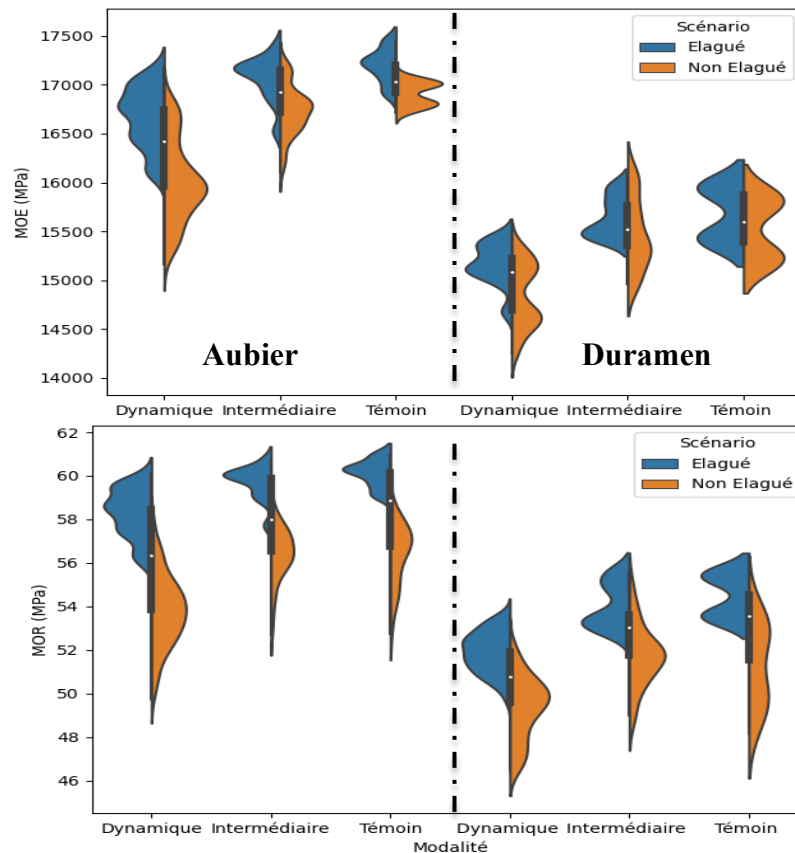 Scénario
Elagué
Non Elagué
17500
17000
16500
16000
15500
15000
14500
14000
MOE (MPa)
Aubier
Duramen
Dynamique Intermédiaire Témoin Dynamique Intermédiaire Témoin
Scénario
Elagué
Non Elagué
62
60
58
56
54
52
50
48
46
MOR (MPa)
Dynamique Intermédiaire Témoin Dynamique Intermédiaire Témoin
Modalité